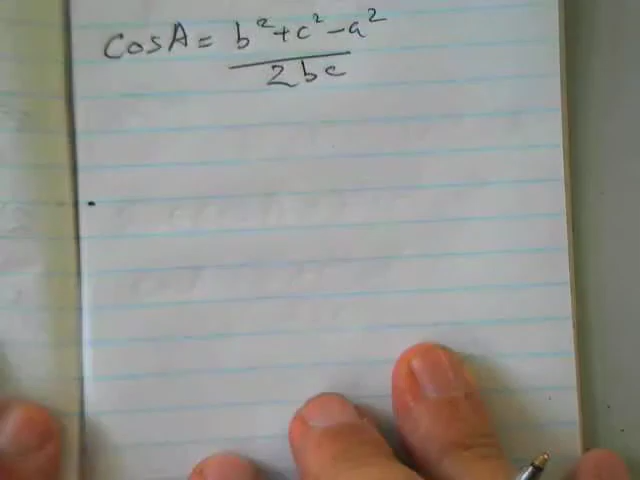 CosA = b²+c²-a²
2bc